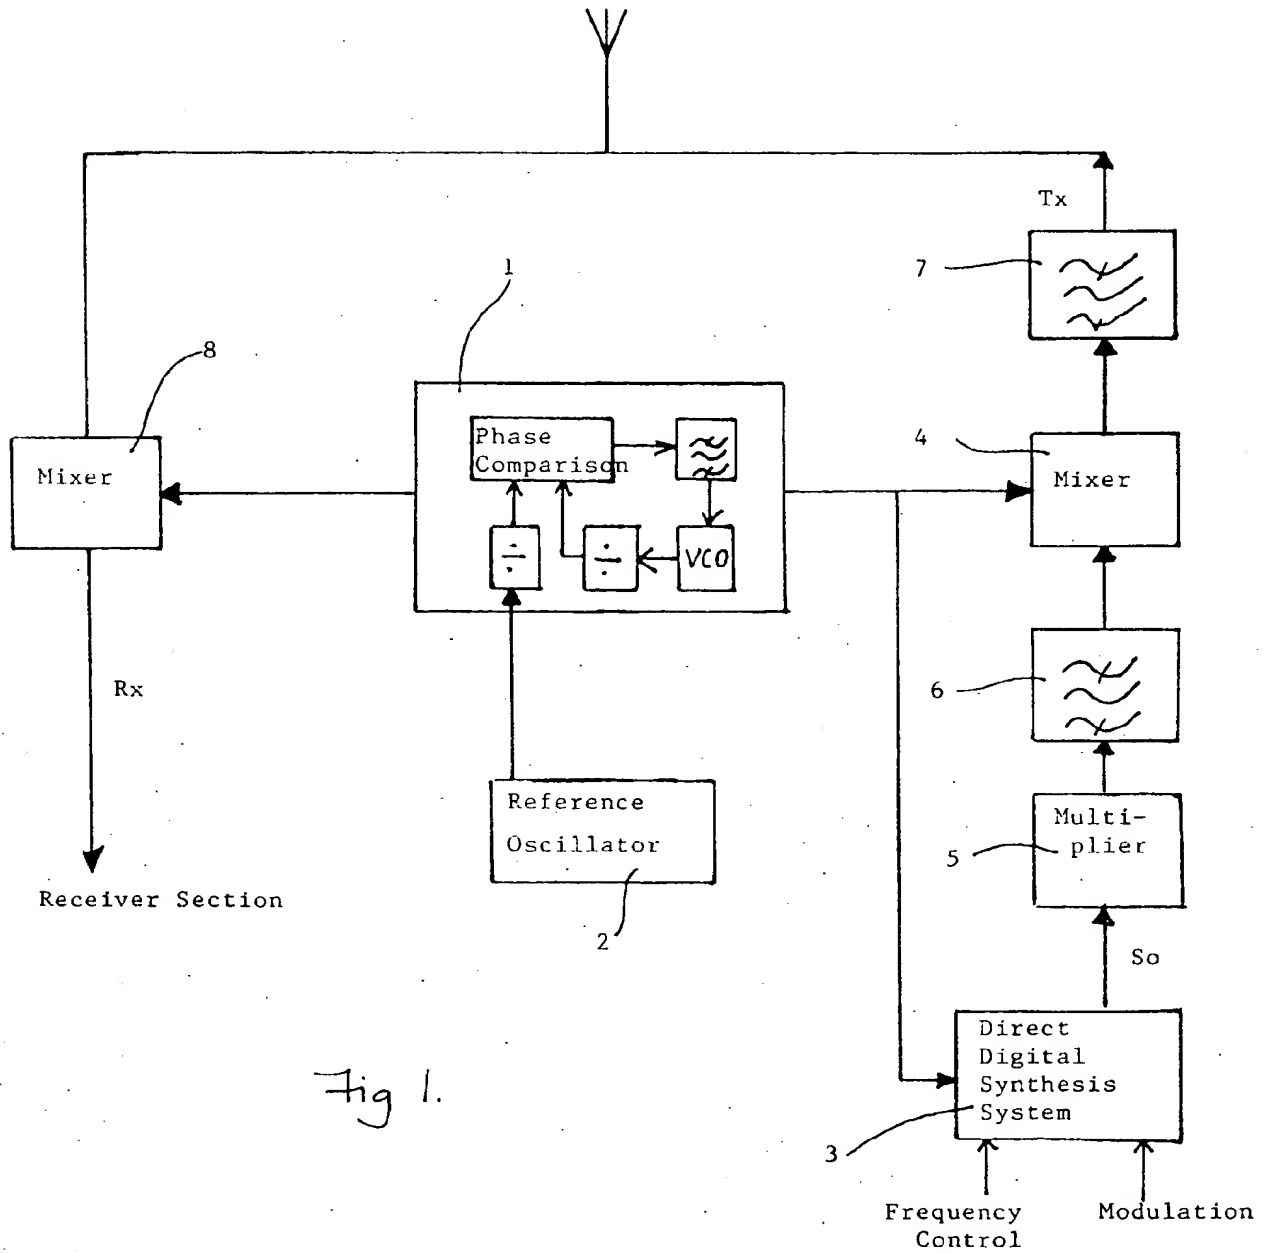 Tx
7
1
8
4
Phase
Comparison
Mixer
Mixer
÷
÷
VCO
6
Rx
Reference
Oscillator
Multi-
plier
5
Receiver Section
2
So
Direct
Digital
Synthesis
System
Fig 1.
3
Frequency
Control
Modulation